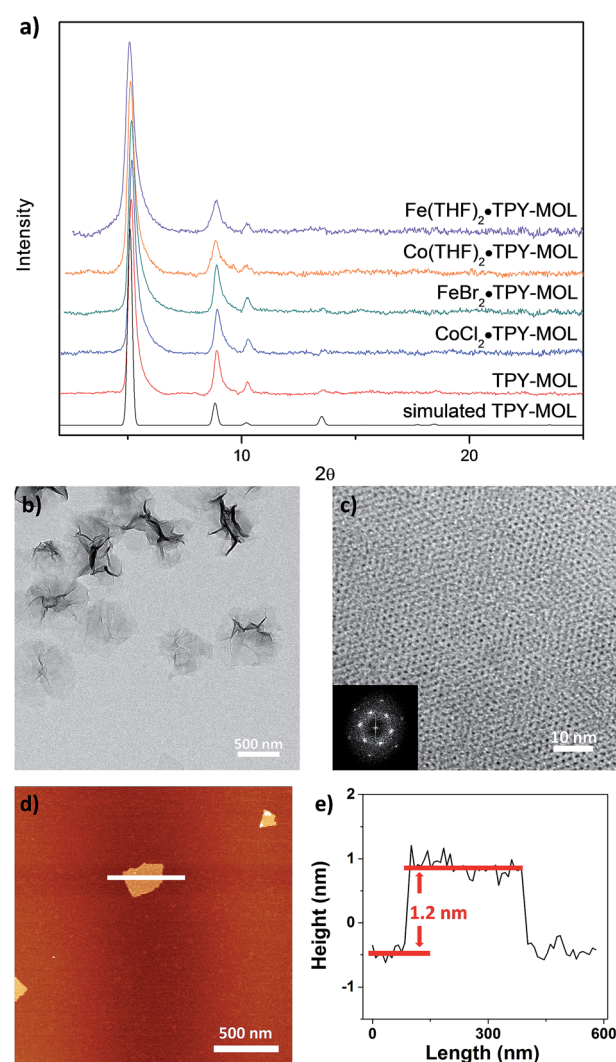 a)
Intensity
Fe(THF)₂•TPY-MOL
Co(THF)₂•TPY-MOL
FeBr₂•TPY-MOL
CoCl₂•TPY-MOL
TPY-MOL
simulated TPY-MOL
10
20
2θ
b)
500 nm
c)
10 nm
d)
500 nm
e)
Height (nm)
2
1
0
-1
1.2 nm
0
300
600
Length (nm)